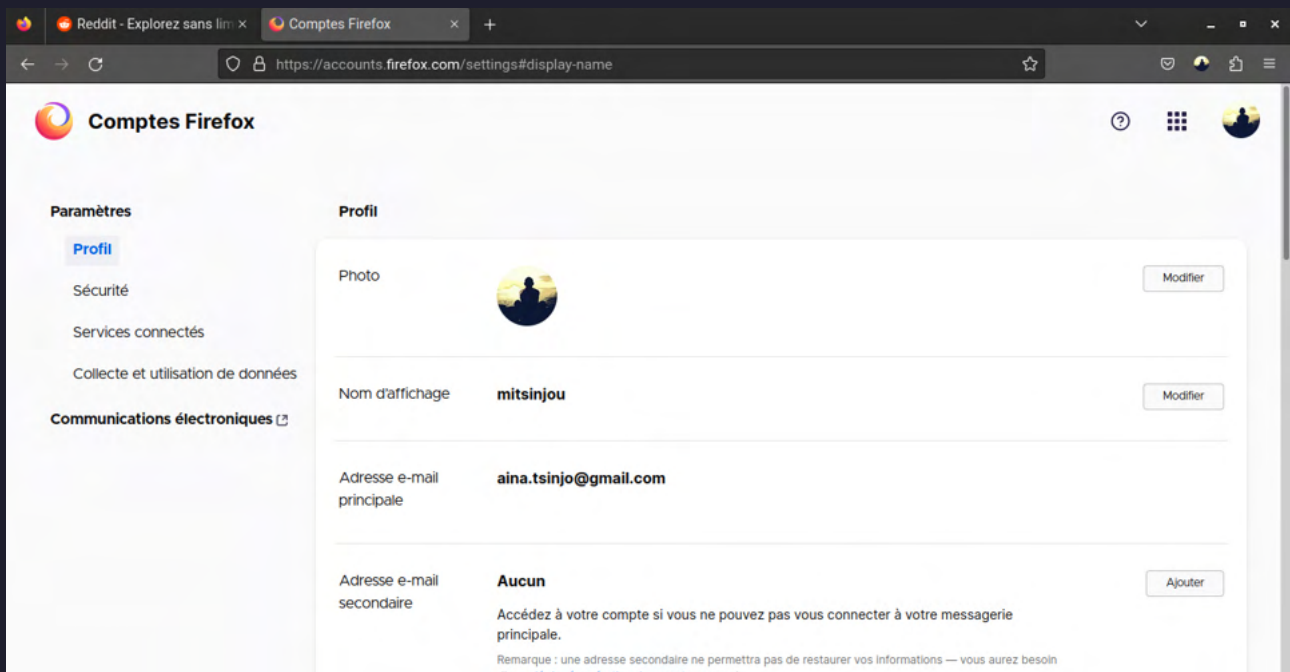 Reddit - Explorez sans lim
Comptes Firefox
https://accounts.firefox.com/settings#display-name
Comptes Firefox
Paramètres
Profil
Sécurité
Services connectés
Collecte et utilisation de données
Communications électroniques
Profil
Photo
Modifier
Nom d'affichage
mitsinjou
Modifier
Adresse e-mail
principale
aina.tsinjo@gmail.com
Adresse e-mail
secondaire
Aucun
Ajouter
Accédez à votre compte si vous ne pouvez pas vous connecter à votre messagerie
principale.
Remarque : une adresse secondaire ne permettra pas de restaurer vos informations — vous aurez besoin